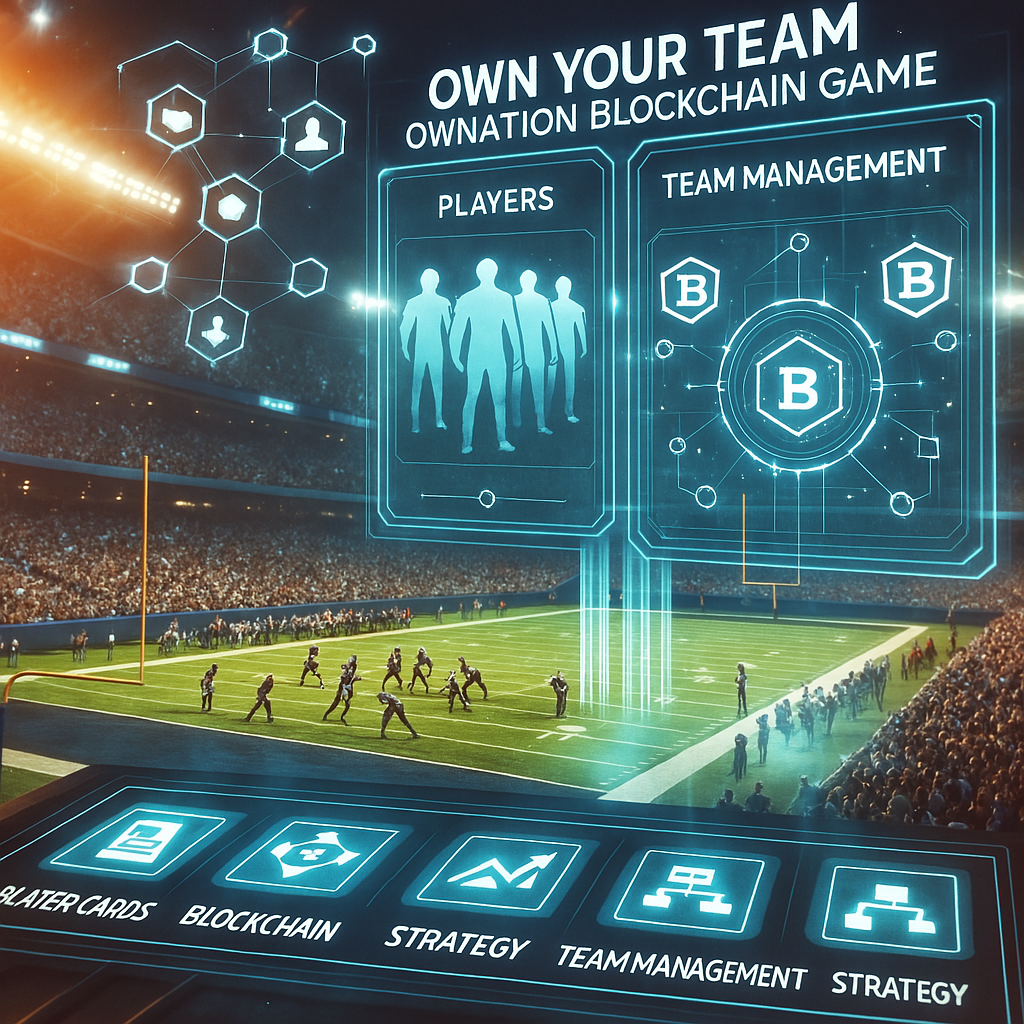 OWN YOUR TEAM
OWNATION BLOCKCHAIN GAME
PLAYERS
TEAM MANAGEMENT
B
B
B
BLATER CARDS
BLOCKCHAIN
STRATEGY
TEAM MANAGEMENT
STRATEGY